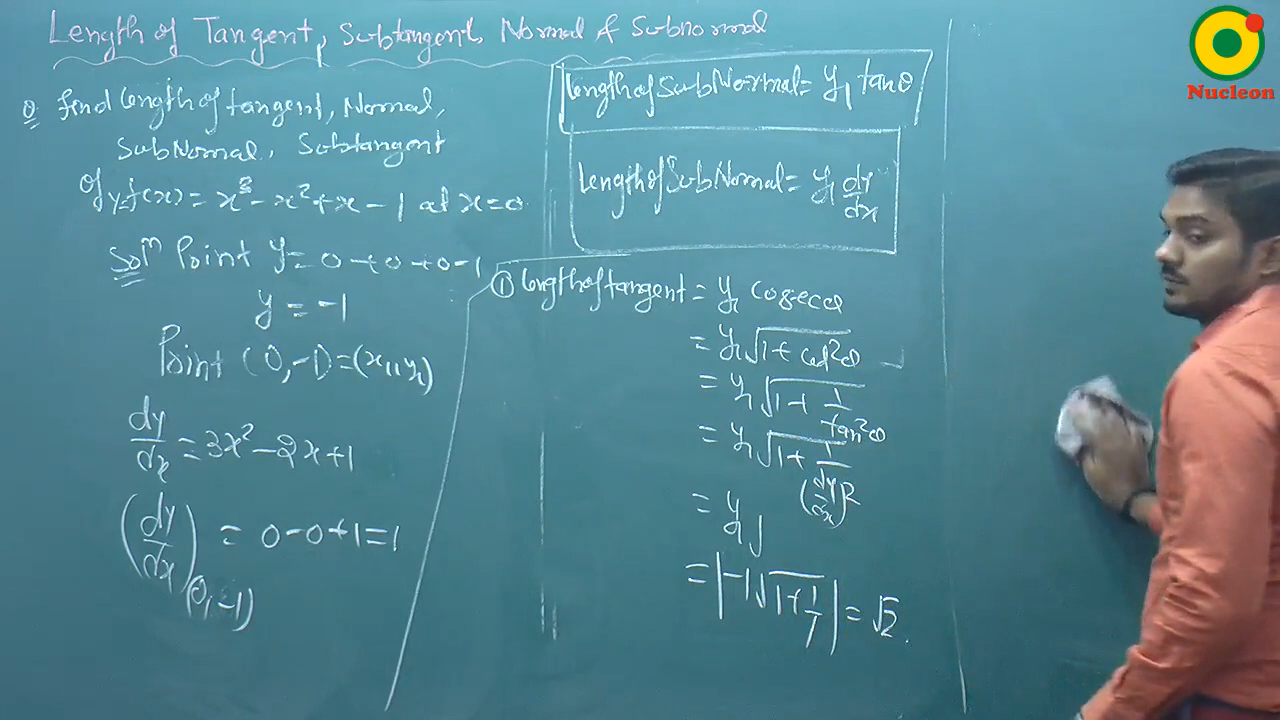 Length of Tangent, Subtangent, Normal & Subnormal
Q. Find length of tangent, Normal,
SubNormal, Subtangent
Of y=f(x) = x³ - x² + x - 1 at x=0
Solⁿ Point y = 0 + 0 + 0 - 1
y = -1
Point (0, -1) = (x₁, y₁)
dy/dx = 3x² - 2x + 1
(dy/dx)(0, -1) = 0 - 0 + 1 = 1
length of SubNormal = y₁ tanθ
Length of SubNormal = y₁ dy/dx
① length of tangent = y₁ cosecθ
= y₁ √(1 + cot²θ)
= y₁ √(1 + 1/tan²θ)
= y₁ √(1 + 1/(dy/dx)²)
= y₁ √
= |-1 √(1 + 1/1)| = √2.
Nucleon